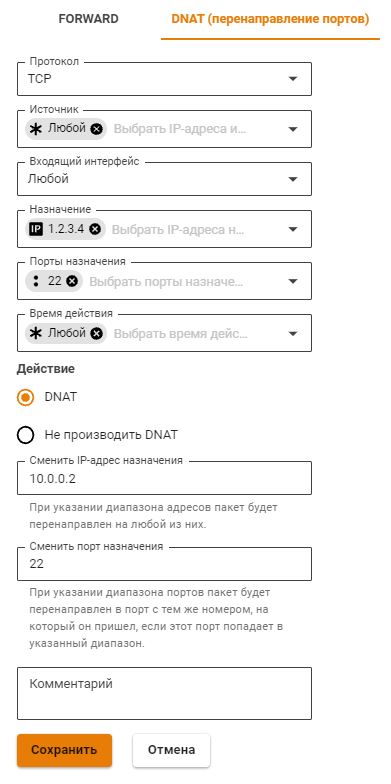 FORWARD
DNAT (перенаправление портов)
Протокол
TCP
Источник
Любой
Выбрать IP-адреса и...
Входящий интерфейс
Любой
Назначение
IP 1.2.3.4
Выбрать IP-адреса н...
Порты назначения
22
Выбрать порты назначе...
Время действия
Любой
Выбрать время дейс...
Действие
DNAT
Не производить DNAT
Сменить IP-адрес назначения
10.0.0.2
При указании диапазона адресов пакет будет
перенаправлен на любой из них.
Сменить порт назначения
22
При указании диапазона портов пакет будет
перенаправлен в порт с тем же номером, на
который он пришел, если этот порт попадает в
указанный диапазон.
Комментарий
Сохранить
Отмена